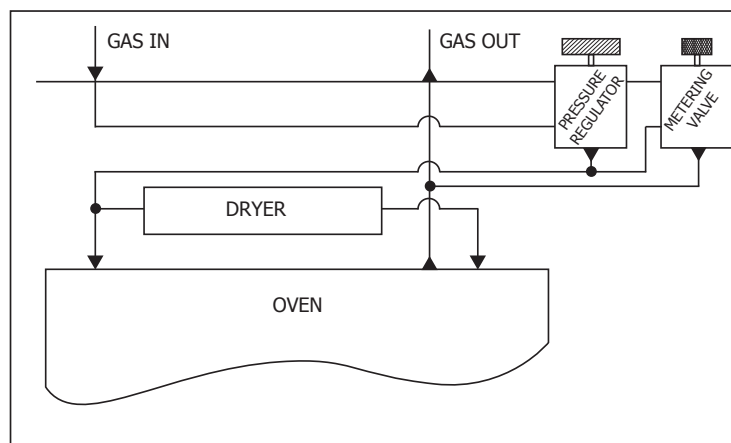 GAS IN
GAS OUT
PRESSURE
REGULATOR
METERING
VALVE
DRYER
OVEN